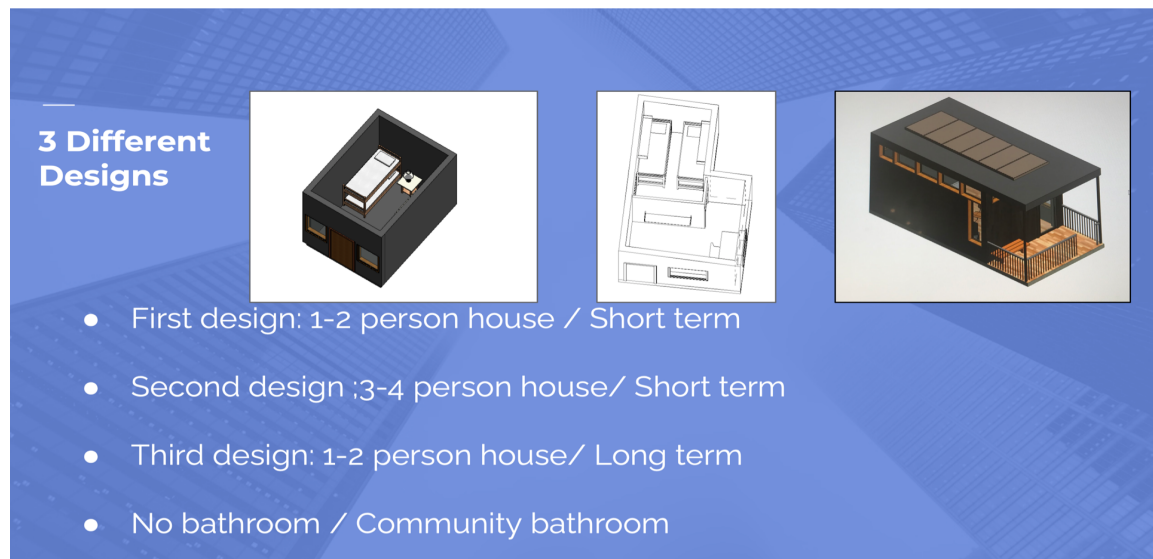 3 Different
Designs
● First design: 1-2 person house / Short term
● Second design ;3-4 person house/ Short term
● Third design: 1-2 person house/ Long term
● No bathroom / Community bathroom